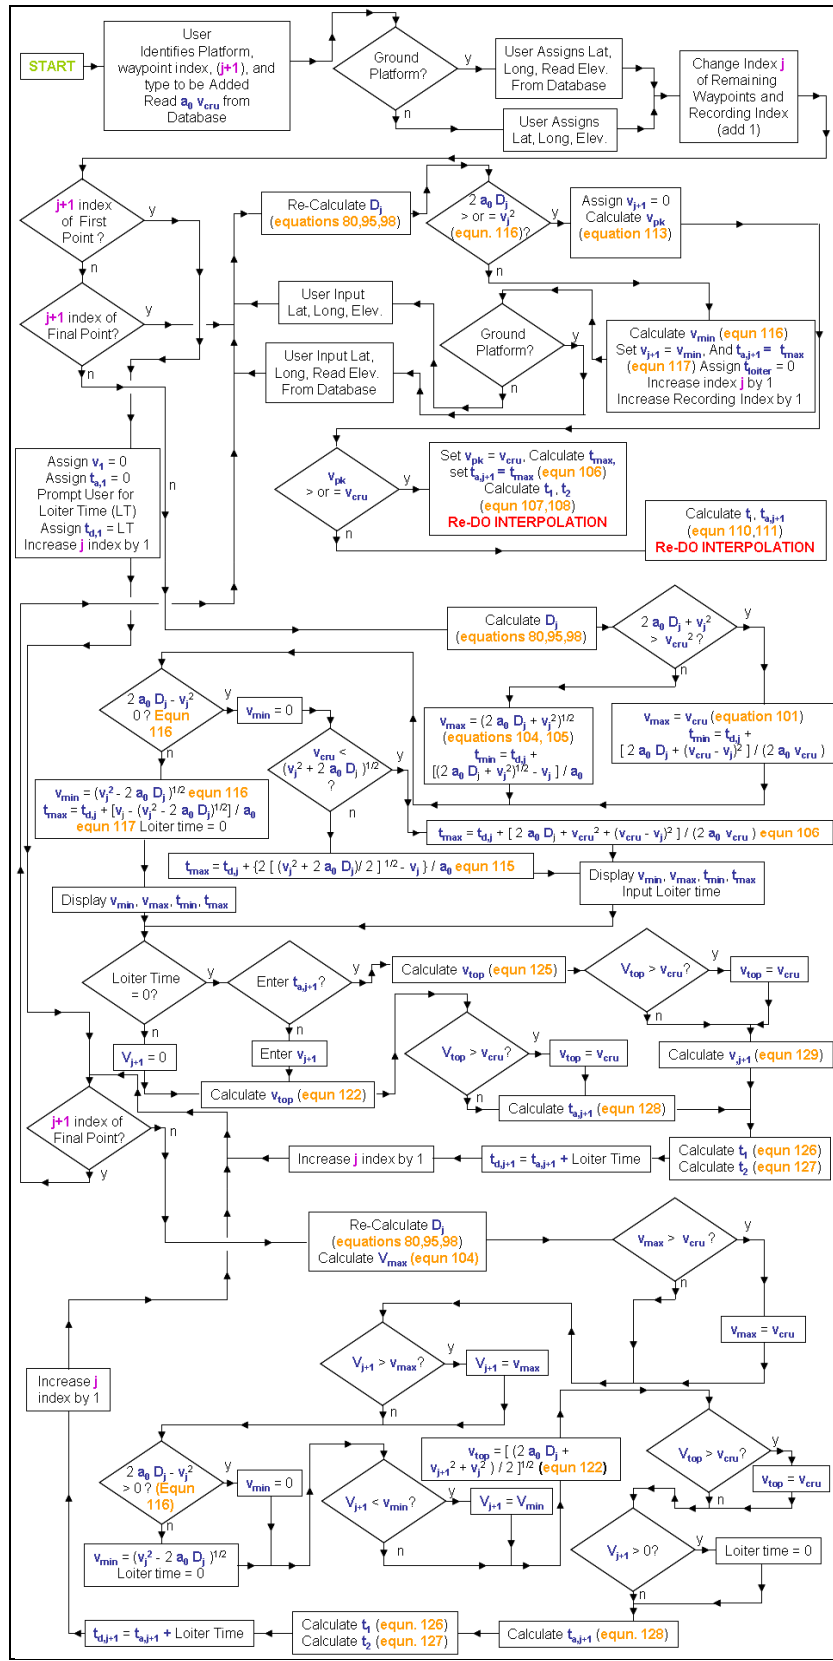 START
User
Identifies Platform,
waypoint index, (j+1), and
type to be Added
Read a₀ v_cru from
Database
Ground
Platform?
y
n
User Assigns Lat,
Long, Read Elev.
From Database
User Assigns
Lat, Long, Elev.
Change Index j
of Remaining
Waypoints and
Recording Index
(add 1)
j+1 index
of First
Point ?
y
n
Re-Calculate D_j
(equations 80,95,98)
2 a₀ D_j
> or = v_j²
(equn. 116)?
y
n
Assign v_j+1 = 0
Calculate v_pk
(equation 113)
j+1 index of
Final Point?
y
n
User Input
Lat, Long, Elev.
User Input Lat,
Long, Read Elev.
From Database
Ground
Platform?
y
n
Calculate v_min (equn 116)
Set v_j+1 = v_min, And t_a,j+1 = t_max
(equn 117) Assign t_loiter = 0
Increase index j by 1
Increase Recording Index by 1
Assign v₁ = 0
Assign t_a,1 = 0
Prompt User for
Loiter Time (LT)
Assign t_d,1 = LT
Increase j index by 1
n
v_pk
> or = v_cru
y
n
Set v_pk = v_cru, Calculate t_max,
set t_a,j+1 = t_max (equn 106)
Calculate t₁, t₂
(equn 107,108)
Re-DO INTERPOLATION
Calculate t₁, t_a,j+1
(equn 110,111)
Re-DO INTERPOLATION
Calculate D_j
(equations 80,95,98)
2 a₀ D_j + v_j²
> v_cru² ?
y
n
2 a₀ D_j - v_j²
0? Equn
116
y
n
v_min = 0
v_cru <
(v_j² + 2 a₀ D_j )^1/2
?
y
n
v_max = (2 a₀ D_j + v_j²)^1/2
(equations 104, 105)
t_min = t_d,j +
[(2 a₀ D_j + v_j²)^1/2 - v_j ] / a₀
v_max = v_cru (equation 101)
t_min = t_d,j +
[ 2 a₀ D_j + (v_cru - v_j)² ] / (2 a₀ v_cru )
v_min = (v_j² - 2 a₀ D_j )^1/2 equn 116
t_max = t_d,j + [v_j - (v_j² - 2 a₀ D_j)^1/2] / a₀
equn 117 Loiter time = 0
t_max = t_d,j + [ 2 a₀ D_j + v_cru² + (v_cru - v_j)² ] / (2 a₀ v_cru ) equn 106
t_max = t_d,j + {2 [ (v_j² + 2 a₀ D_j)/ 2 ] ^1/2 - v_j } / a₀ equn 115
Display v_min, v_max, t_min, t_max
Input Loiter time
Display v_min, v_max, t_min, t_max
Loiter Time
= 0?
y
n
Enter t_a,j+1?
y
n
Calculate v_top (equn 125)
V_top > v_cru?
y
n
v_top = v_cru
V_j+1 = 0
Enter v_j+1
Calculate v_top (equn 122)
V_top > v_cru?
y
n
v_top = v_cru
Calculate v_,j+1 (equn 129)
Calculate t_a,j+1 (equn 128)
j+1 index of
Final Point?
n
y
Increase j index by 1
t_d,j+1 = t_a,j+1 + Loiter Time
Calculate t₁ (equn 126)
Calculate t₂ (equn 127)
Re-Calculate D_j
(equations 80,95,98)
Calculate V_max (equn 104)
v_max > v_cru ?
y
n
v_max = v_cru
V_j+1 > v_max?
y
n
V_j+1 = v_max
Increase j
index by 1
2 a₀ D_j - v_j²
> 0? (Equn
116)
y
n
v_min = 0
v_min = (v_j² - 2 a₀ D_j )^1/2
Loiter time = 0
V_j+1 < v_min?
y
n
V_j+1 = V_min
v_top = [ (2 a₀ D_j +
v_j+1² + v_j² ) / 2 ]^1/2 (equn 122)
V_top > v_cru?
y
n
v_top = v_cru
V_j+1 > 0?
y
n
Loiter time = 0
Calculate t_a,j+1 (equn. 128)
Calculate t₁ (equn. 126)
Calculate t₂ (equn. 127)
t_d,j+1 = t_a,j+1 + Loiter Time